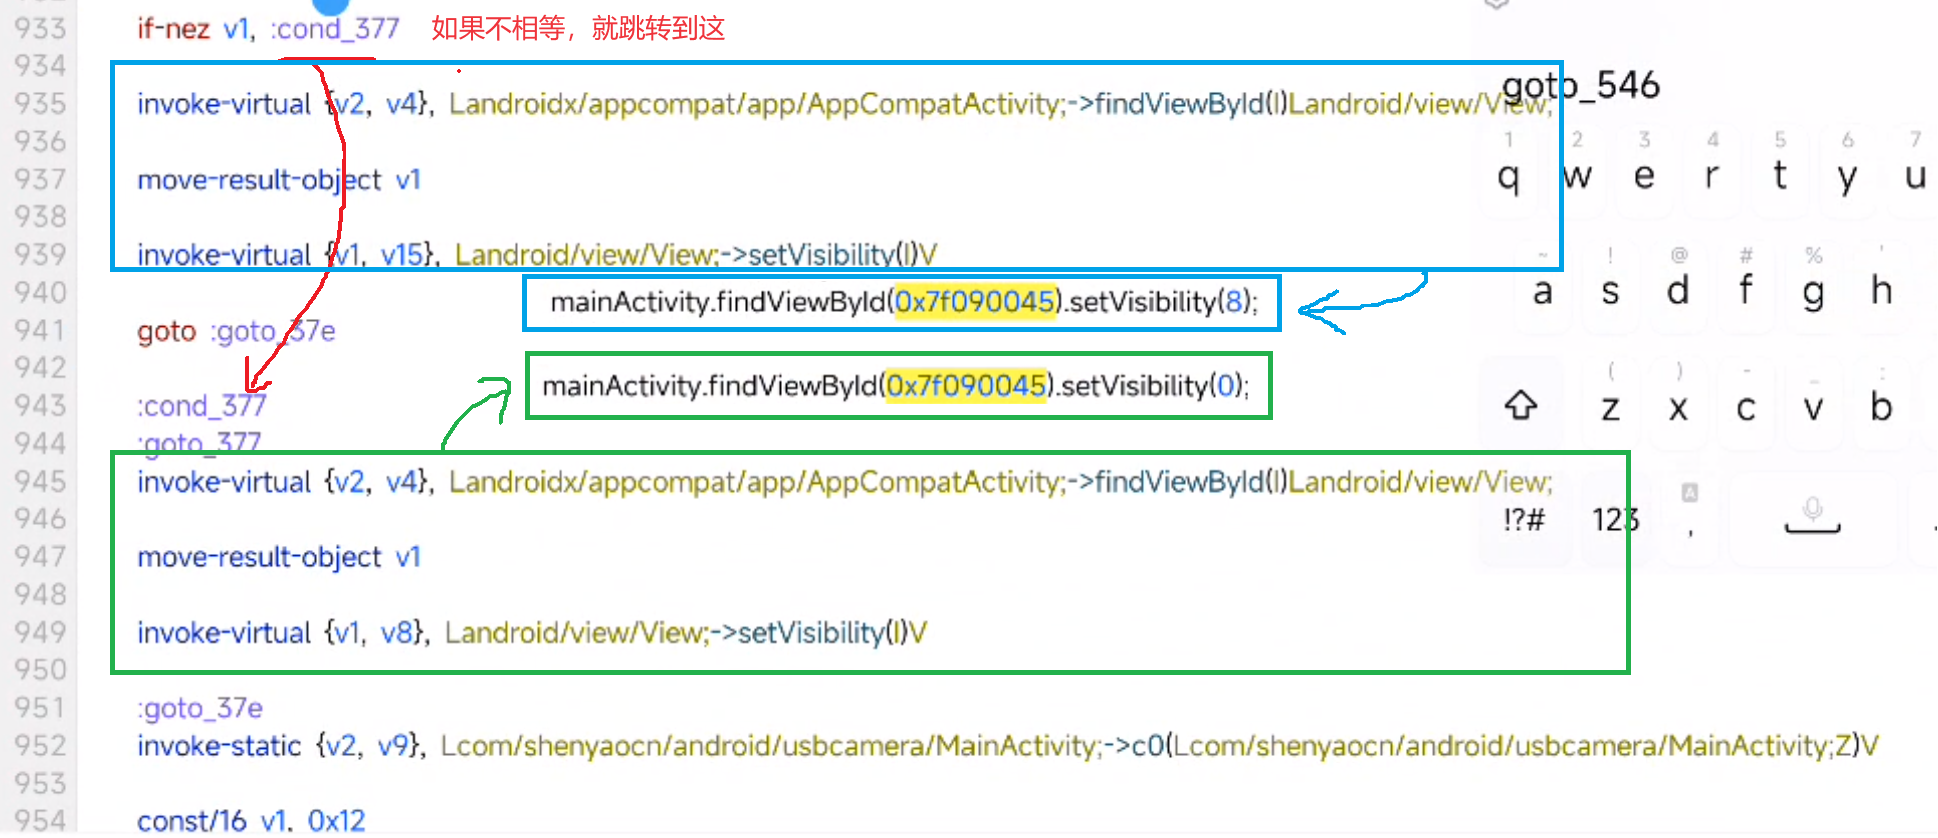 933 if-nez v1, :cond_377 如果不相等，就跳转到这
934
goto_546
935 invoke-virtual {v2, v4}, Landroidx/appcompat/app/AppCompatActivity;->findViewById(I)Landroid/view/View;
936
1 2 3 4 5 6 7
937 move-result-object v1
q w e r t y u
938
939 invoke-virtual {v1, v15}, Landroid/view/View;->setVisibility(I)V
~ ! @ # % '
940 mainActivity.findViewById(0x7f090045).setVisibility(8);
a s d f g h
941 goto :goto_37e
942
( ) - _ :
mainActivity.findViewById(0x7f090045).setVisibility(0);
943 :cond_377
z x c v b
944 :goto_377
945 invoke-virtual {v2, v4}, Landroidx/appcompat/app/AppCompatActivity;->findViewById(I)Landroid/view/View;
A
946
!?# 123 , .
947 move-result-object v1
948
949 invoke-virtual {v1, v8}, Landroid/view/View;->setVisibility(I)V
950
951 :goto_37e
952 invoke-static {v2, v9}, Lcom/shenyaocn/android/usbcamera/MainActivity;->c0(Lcom/shenyaocn/android/usbcamera/MainActivity;Z)V
953
954 const/16 v1, 0x12